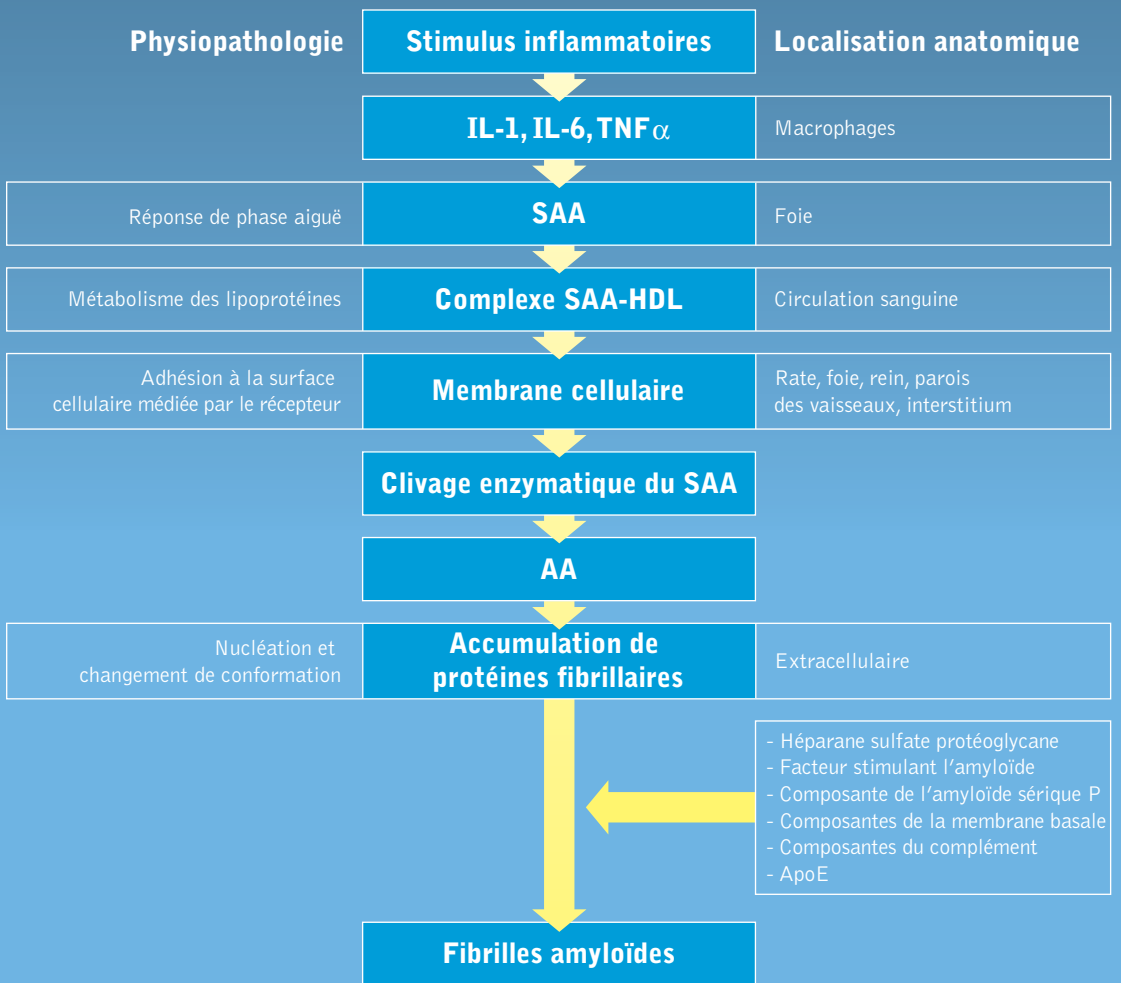 Physiopathologie
Stimulus inflammatoires
Localisation anatomique
IL-1, IL-6, TNFα
Macrophages
Réponse de phase aiguë
SAA
Foie
Métabolisme des lipoprotéines
Complexe SAA-HDL
Circulation sanguine
Adhésion à la surface
cellulaire médiée par le récepteur
Membrane cellulaire
Rate, foie, rein, parois
des vaisseaux, interstitium
Clivage enzymatique du SAA
AA
Nucléation et
changement de conformation
Accumulation de
protéines fibrillaires
Extracellulaire
- Héparane sulfate protéoglycane
- Facteur stimulant l'amyloïde
- Composante de l'amyloïde sérique P
- Composantes de la membrane basale
- Composantes du complément
- ApoE
Fibrilles amyloïdes